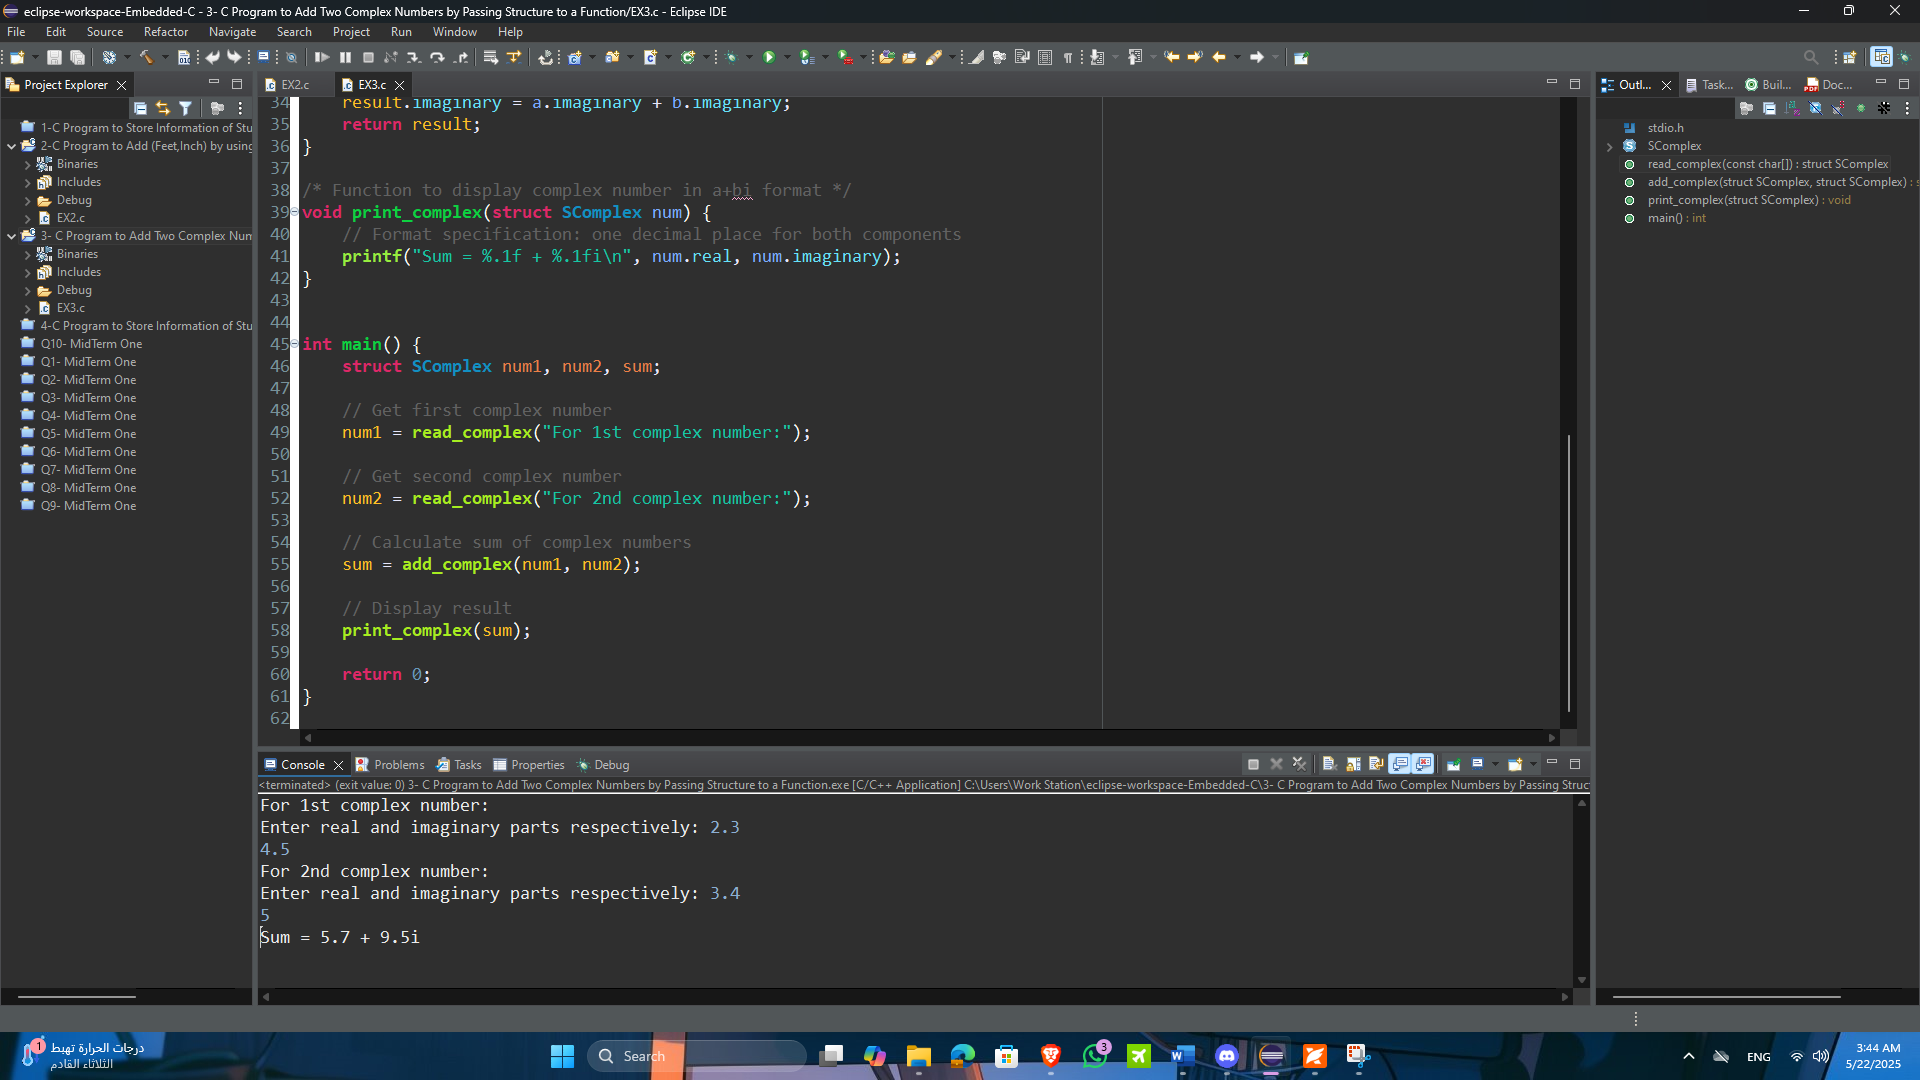 eclipse-workspace-Embedded-C - 3- C Program to Add Two Complex Numbers by Passing Structure to a Function/EX3.c - Eclipse IDE
File Edit Source Refactor Navigate Search Project Run Window Help
Project Explorer
1-C Program to Store Information of Stu
2-C Program to Add (Feet,Inch) by using
Binaries
Includes
Debug
EX2.c
3- C Program to Add Two Complex Num
Binaries
Includes
Debug
EX3.c
4-C Program to Store Information of Stu
Q10- MidTerm One
Q1- MidTerm One
Q2- MidTerm One
Q3- MidTerm One
Q4- MidTerm One
Q5- MidTerm One
Q6- MidTerm One
Q7- MidTerm One
Q8- MidTerm One
Q9- MidTerm One
EX2.c EX3.c
34 result.imaginary = a.imaginary + b.imaginary;
35 return result;
36 }
37
38 /* Function to display complex number in a+bi format */
39 void print_complex(struct SComplex num) {
40 // Format specification: one decimal place for both components
41 printf("Sum = %.1f + %.1fi\n", num.real, num.imaginary);
42 }
43
44
45 int main() {
46 struct SComplex num1, num2, sum;
47
48 // Get first complex number
49 num1 = read_complex("For 1st complex number:");
50
51 // Get second complex number
52 num2 = read_complex("For 2nd complex number:");
53
54 // Calculate sum of complex numbers
55 sum = add_complex(num1, num2);
56
57 // Display result
58 print_complex(sum);
59
60 return 0;
61 }
62
Outl... Task... Buil... Doc...
stdio.h
SComplex
read_complex(const char[]) : struct SComplex
add_complex(struct SComplex, struct SComplex) : s
print_complex(struct SComplex) : void
main() : int
Console Problems Tasks Properties Debug
<terminated> (exit value: 0) 3- C Program to Add Two Complex Numbers by Passing Structure to a Function.exe [C/C++ Application] C:\Users\Work Station\eclipse-workspace-Embedded-C\3- C Program to Add Two Complex Numbers by Passing Struc
For 1st complex number:
Enter real and imaginary parts respectively: 2.3
4.5
For 2nd complex number:
Enter real and imaginary parts respectively: 3.4
5
Sum = 5.7 + 9.5i
1
درجات الحرارة تهبط
الثلاثاء القادم
Search
3
ENG
3:44 AM
5/22/2025